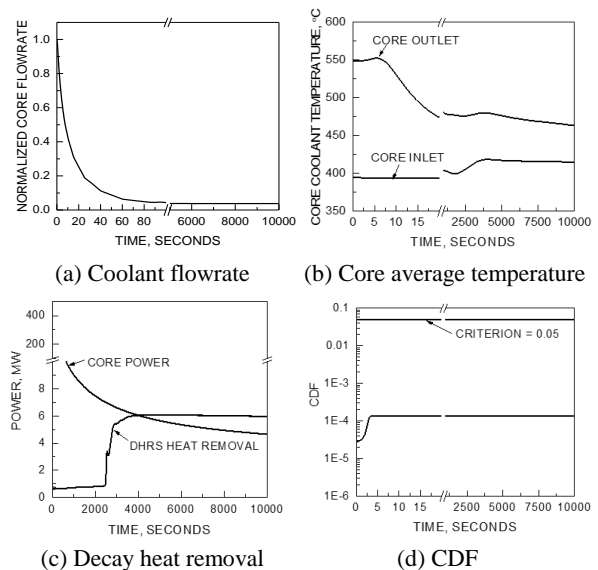 NORMALIZED CORE FLOWRATE
1.0
0.8
0.6
0.4
0.2
0.0
0 20 40 60 80 6000 8000 10000
TIME, SECONDS
(a) Coolant flowrate
CORE COOLANT TEMPERATURE, °C
600
550
500
450
400
350
CORE OUTLET
CORE INLET
0 5 10 15 2500 5000 7500 10000
TIME, SECONDS
(b) Core average temperature
POWER, MW
400
200
8
6
4
2
0
CORE POWER
DHRS HEAT REMOVAL
0 2000 4000 6000 8000 10000
TIME, SECONDS
(c) Decay heat removal
CDF
0.1
0.01
1E-3
1E-4
1E-5
1E-6
CRITERION = 0.05
0 5 10 15 2500 5000 7500 10000
TIME, SECONDS
(d) CDF